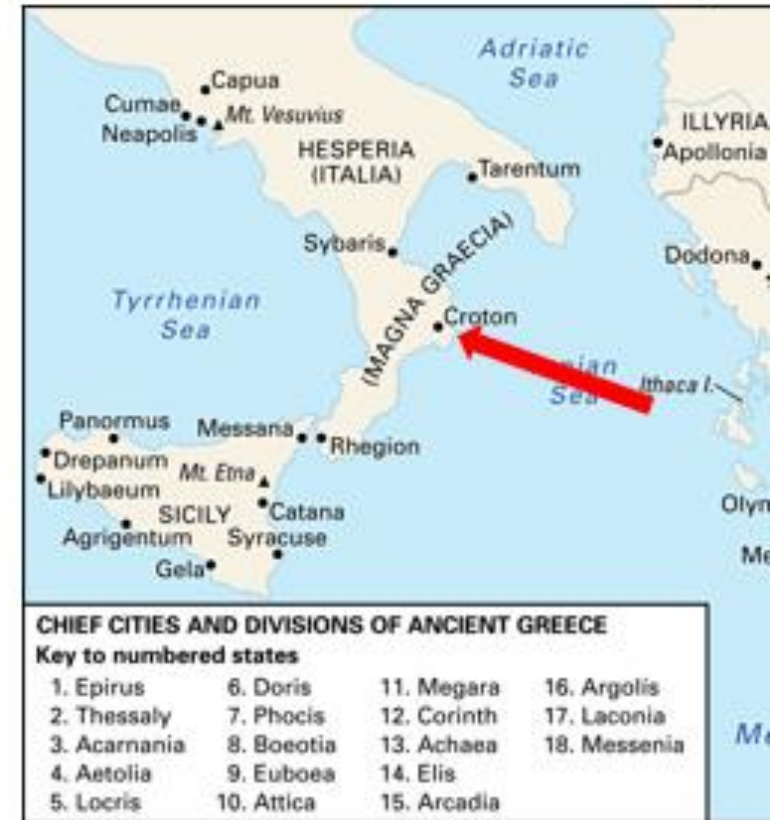 Adriatic
Sea
Capua
Cumae
Mt. Vesuvius
Neapolis
ILLYRIA
Apollonia
HESPERIA
(ITALIA)
Tarentum
Sybaris
Dodona
(MAGNA GRAECIA)
Tyrrhenian
Sea
Croton
Sea
Ithaca I.
Panormus
Messana
Rhegion
Drepanum
Mt. Etna
Lilybaeum
SICILY
Catana
Agrigentum
Syracuse
Gela
CHIEF CITIES AND DIVISIONS OF ANCIENT GREECE
Key to numbered states
1. Epirus 6. Doris 11. Megara 16. Argolis
2. Thessaly 7. Phocis 12. Corinth 17. Laconia
3. Acarnania 8. Boeotia 13. Achaea 18. Messenia
4. Aetolia 9. Euboea 14. Elis
5. Locris 10. Attica 15. Arcadia